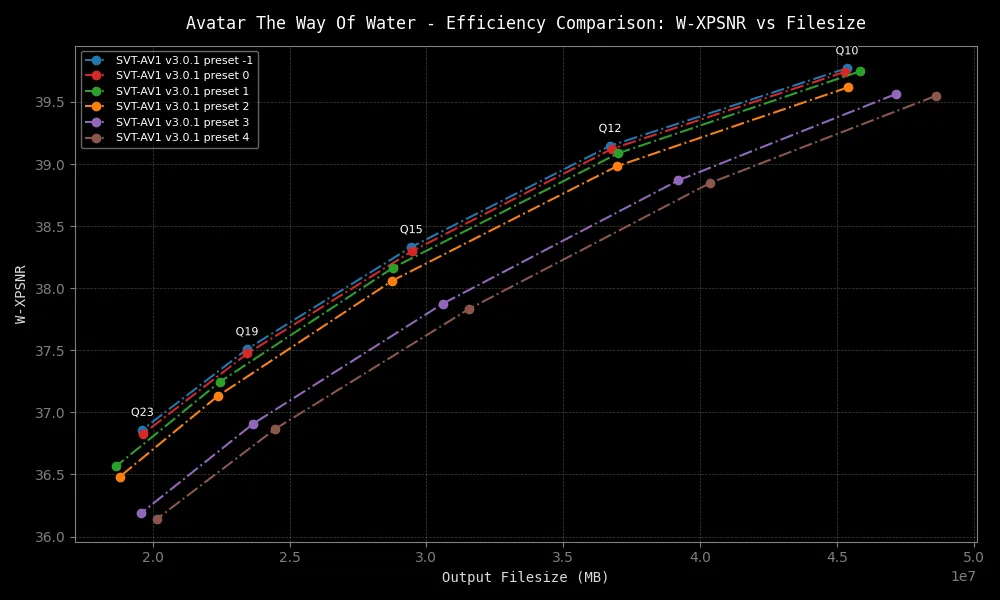 Avatar The Way Of Water - Efficiency Comparison: W-XPSNR vs Filesize
SVT-AV1 v3.0.1 preset -1
SVT-AV1 v3.0.1 preset 0
SVT-AV1 v3.0.1 preset 1
SVT-AV1 v3.0.1 preset 2
SVT-AV1 v3.0.1 preset 3
SVT-AV1 v3.0.1 preset 4
Q10
Q12
Q15
Q19
Q23
W-XPSNR
39.5
39.0
38.5
38.0
37.5
37.0
36.5
36.0
2.0 2.5 3.0 3.5 4.0 4.5 5.0
1e7
Output Filesize (MB)